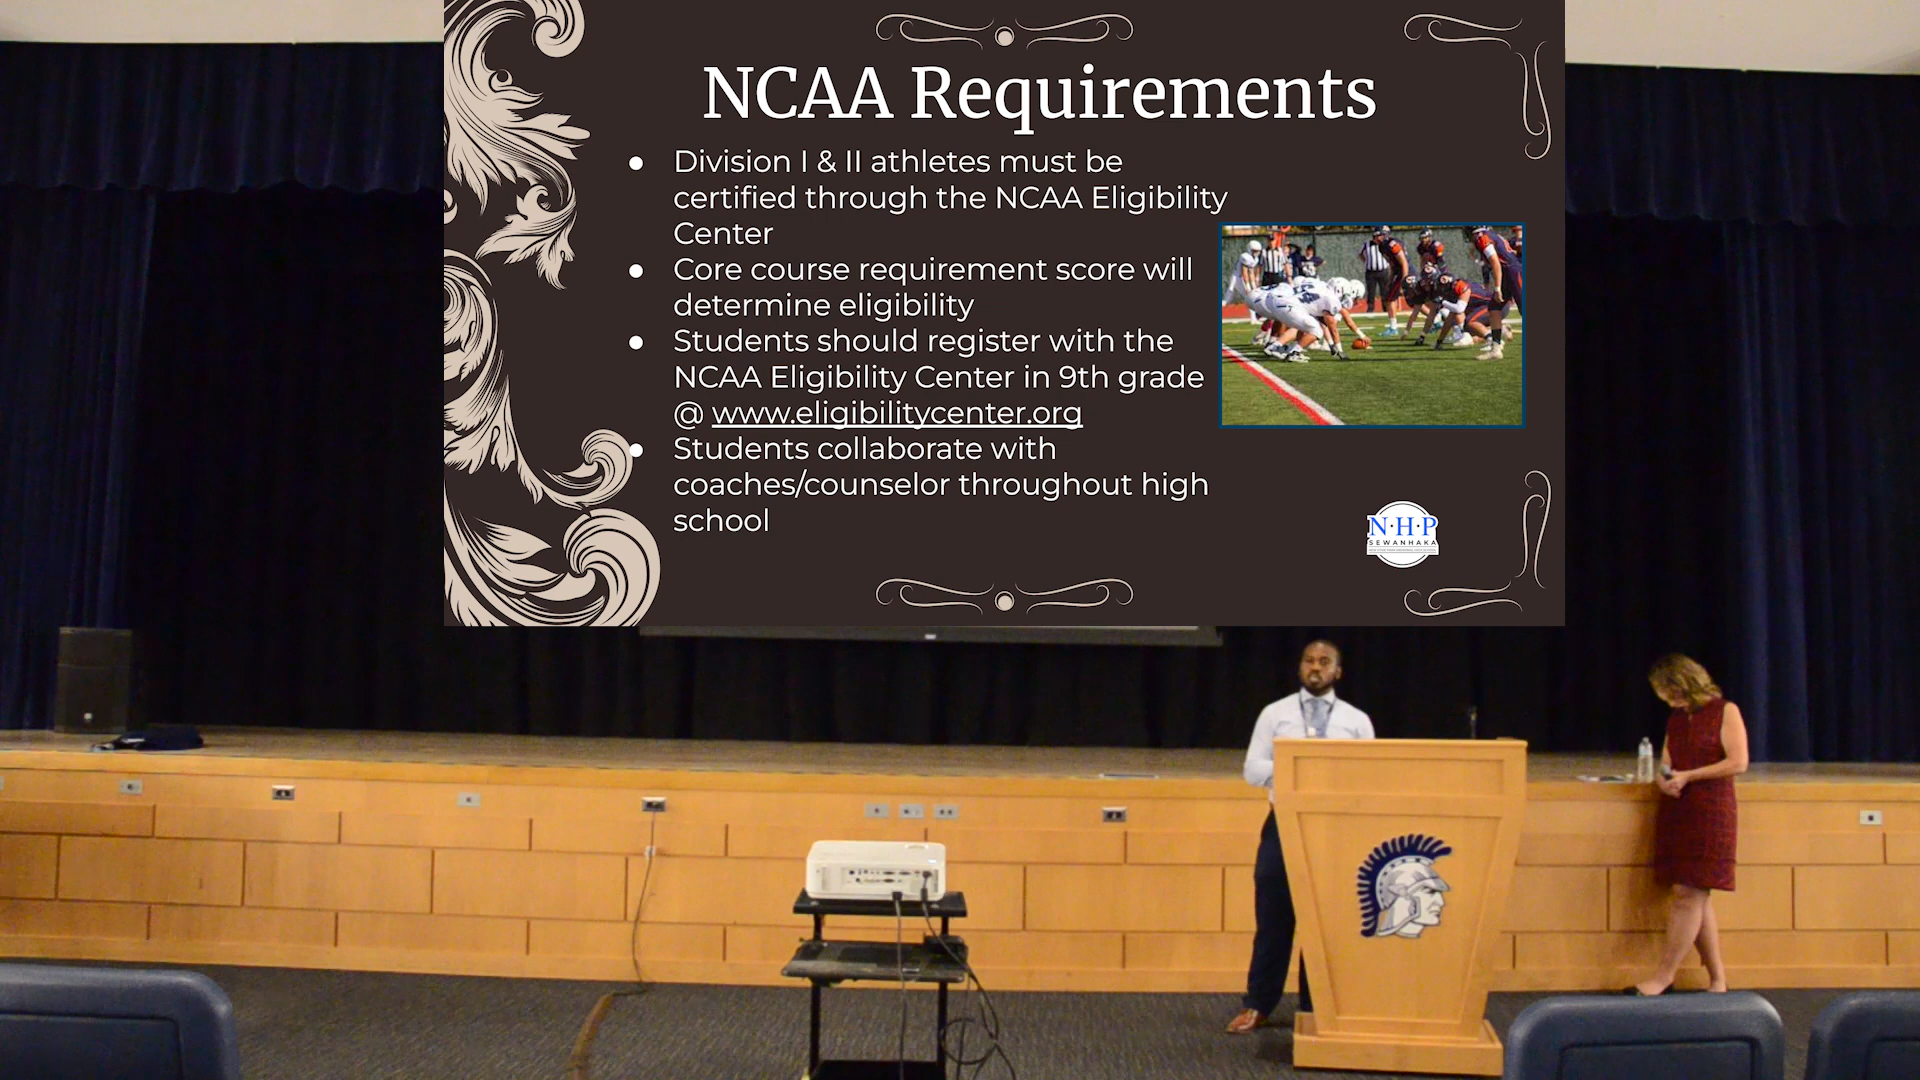 NCAA Requirements
● Division I & II athletes must be
certified through the NCAA Eligibility
Center
● Core course requirement score will
determine eligibility
● Students should register with the
NCAA Eligibility Center in 9th grade
@ www.eligibilitycenter.org
● Students collaborate with
coaches/counselor throughout high
school
N·H·P
SEWANHAKA